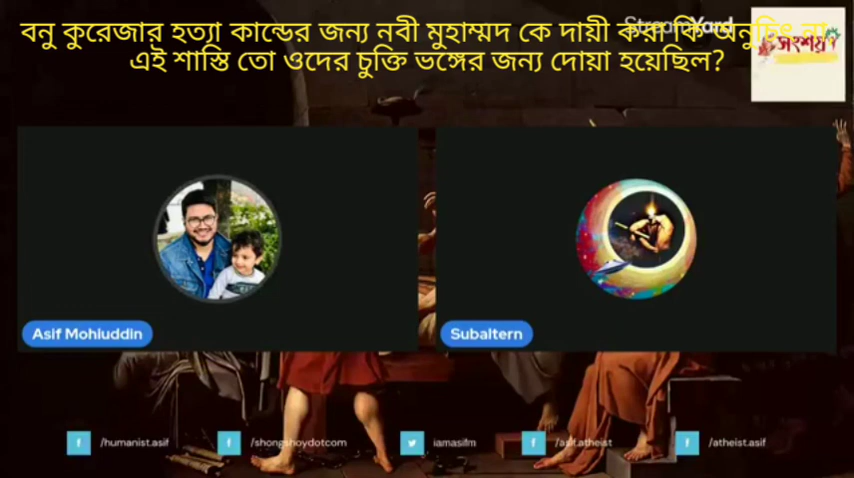 বনু কুরেজার হত্যা কান্ডের জন্য নবী মুহাম্মদ কে দায়ী করা কি অনুচিৎ না
এই শাস্তি তো ওদের চুক্তি ভঙ্গের জন্য দোয়া হয়েছিল?
StreamYard
সংশয়
Asif Mohiuddin
Subaltern
/humanist.asif
/shongshoydotcom
iamasifm
/asif.atheist
/atheist.asif